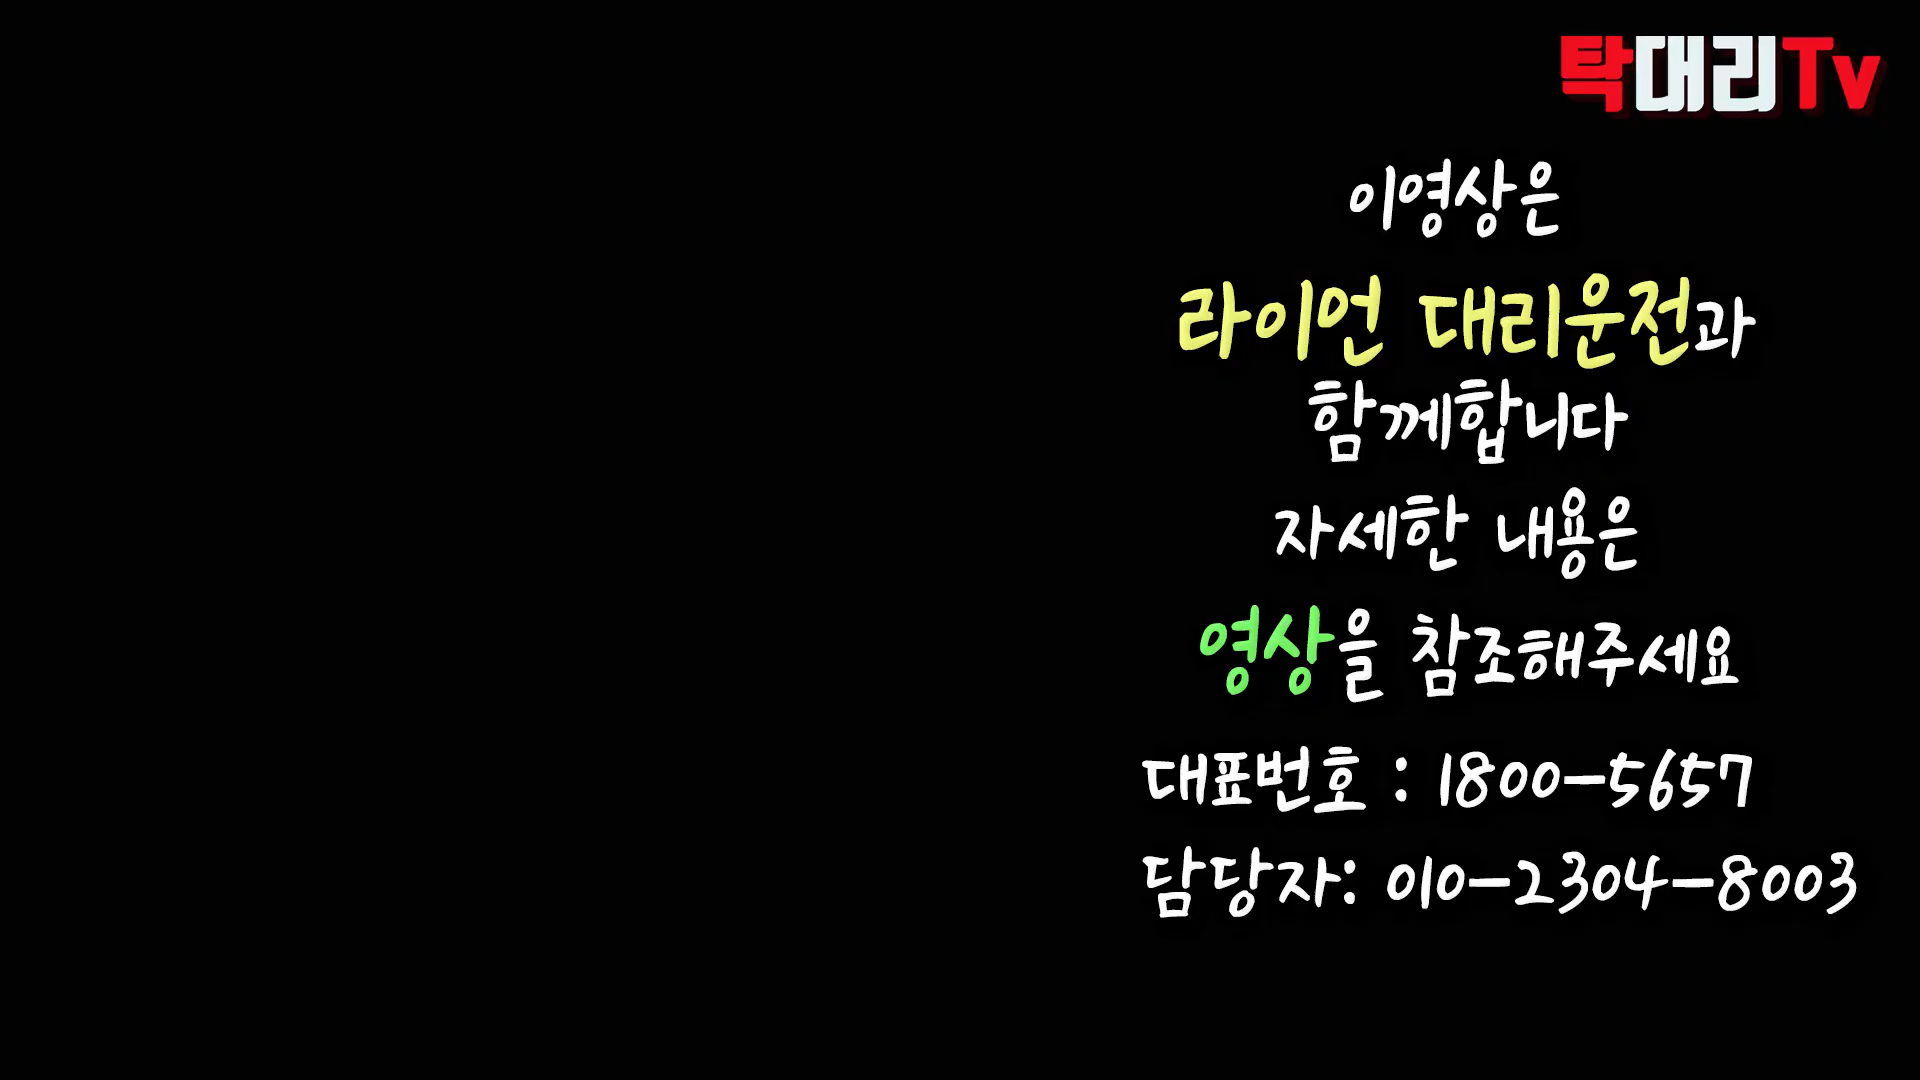 탁대리Tv
이영상은
라이언 대리운전과
함께합니다
자세한 내용은
영상을 참조해주세요
대표번호 : 1800-5657
담당자: 010-2304-8003